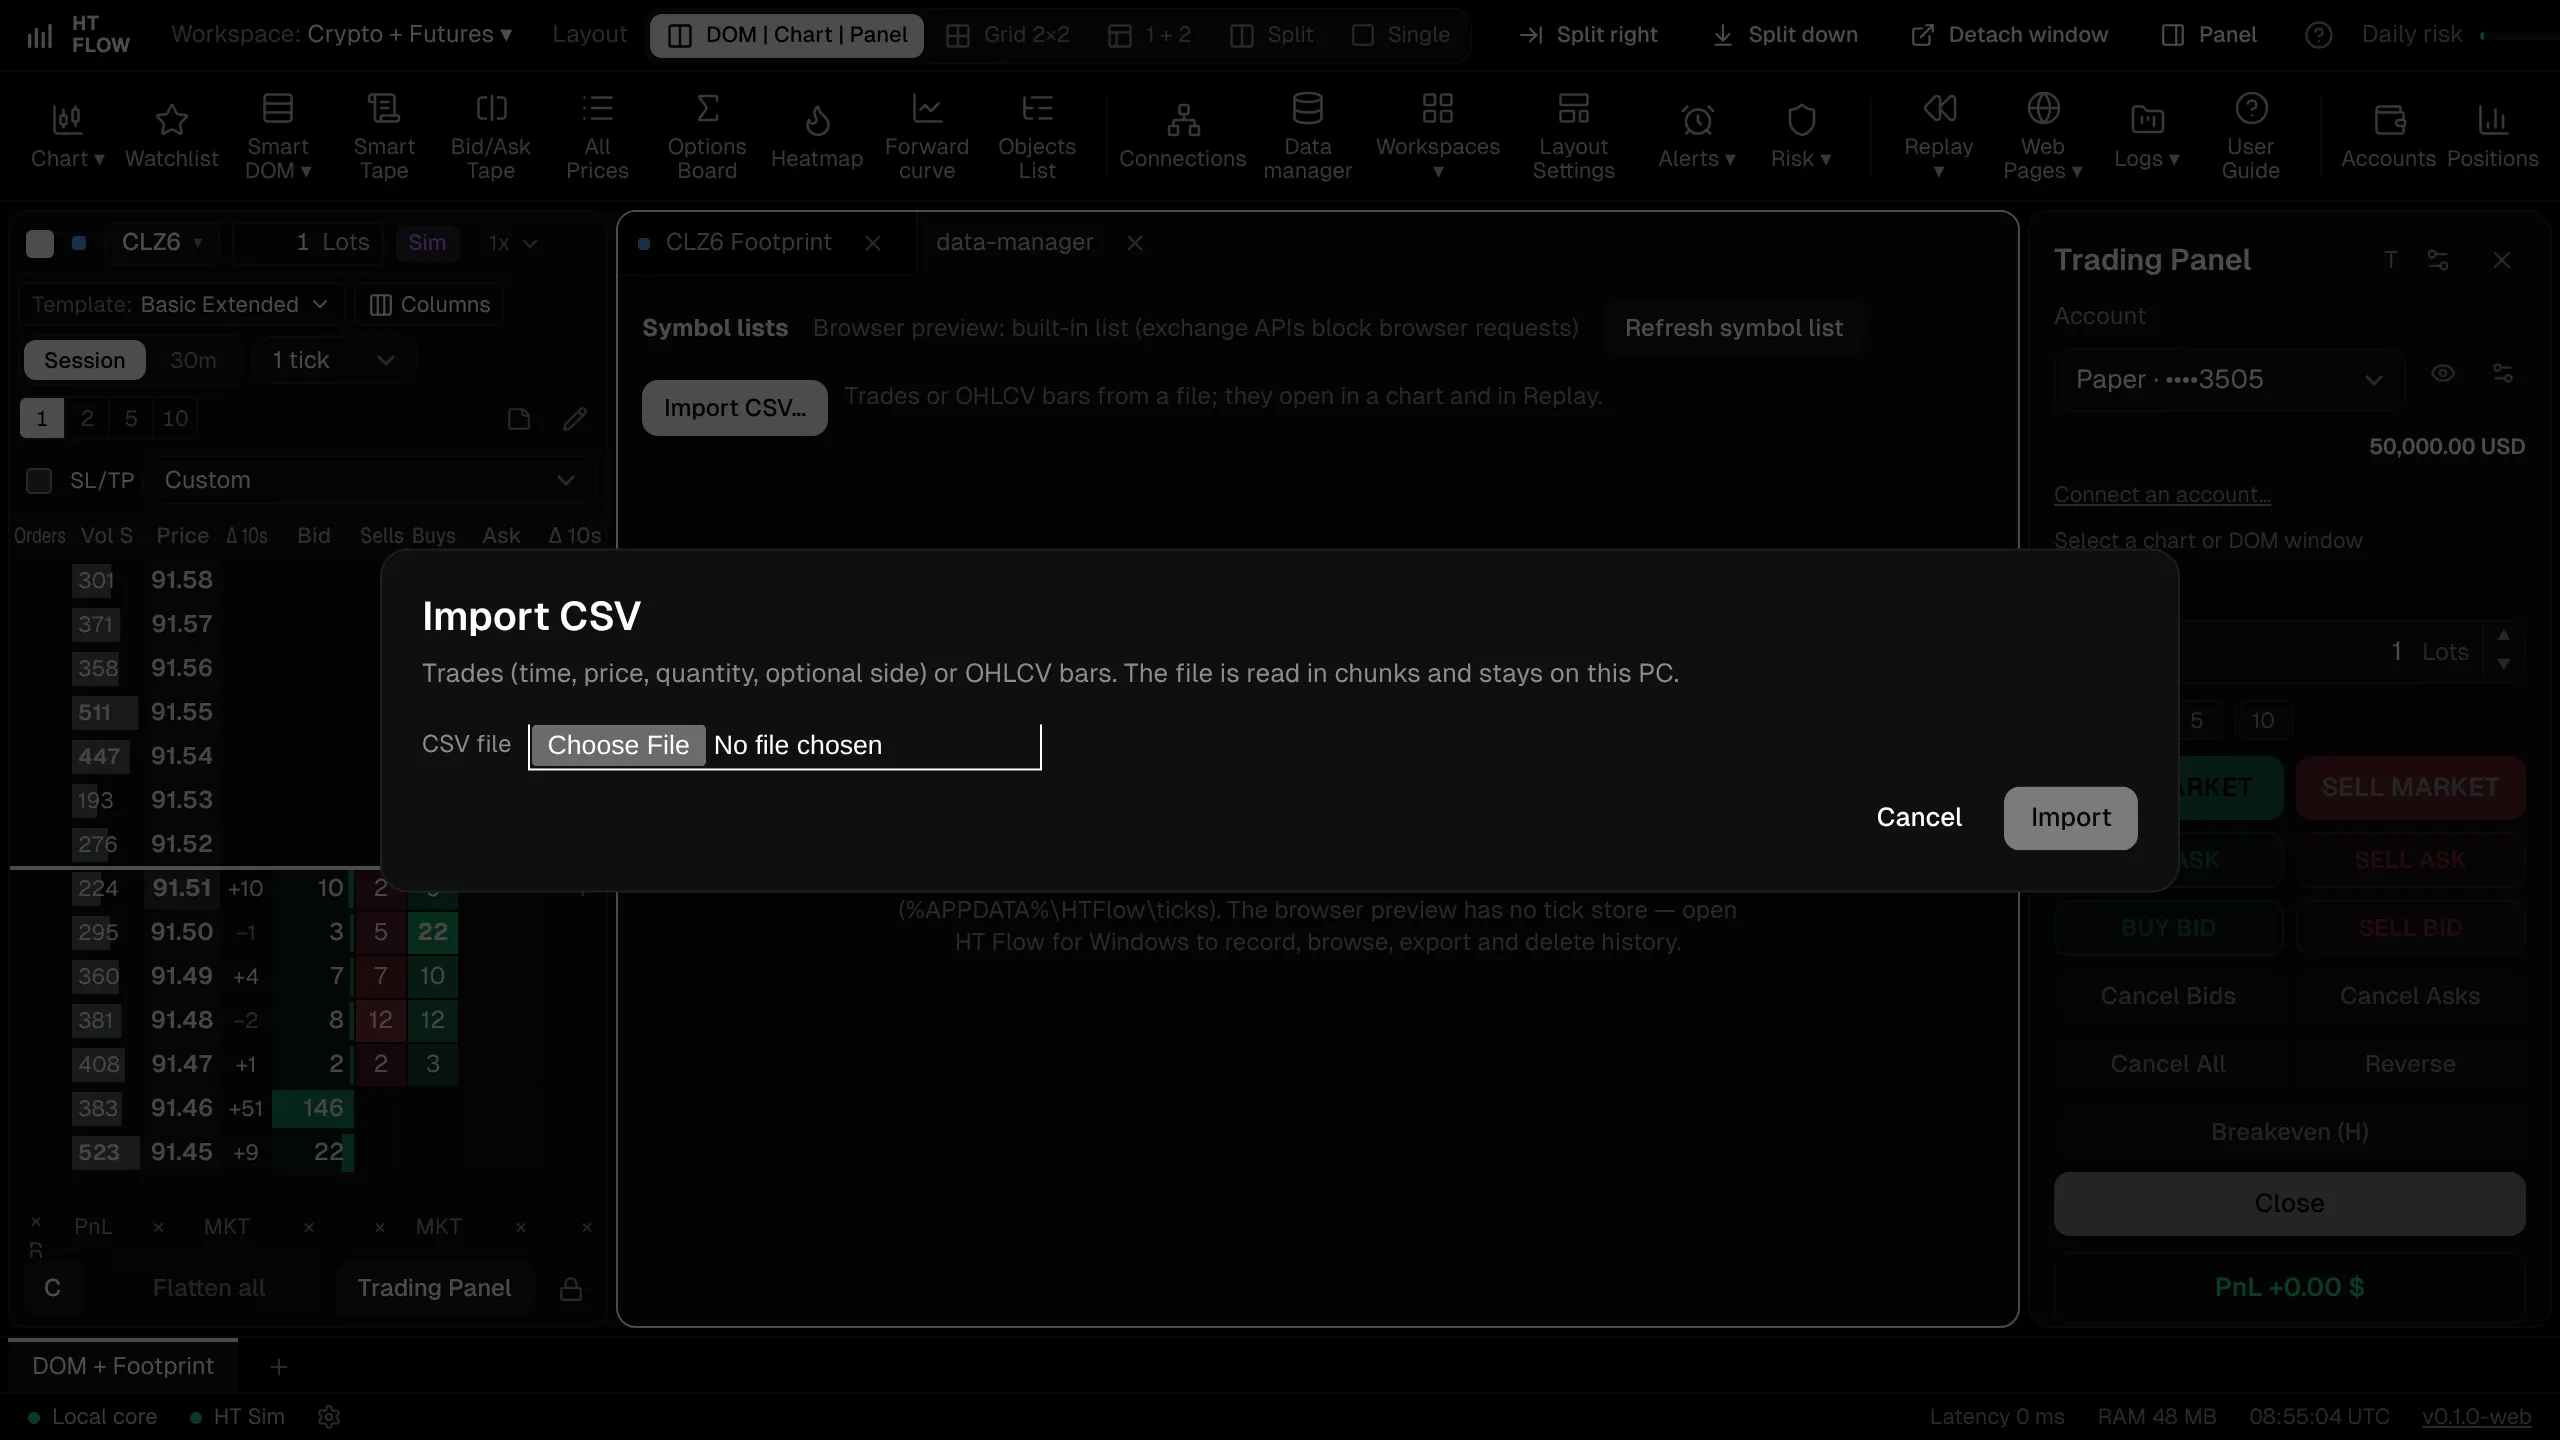 HT FLOW
Workspace: Crypto + Futures ▾
Layout
DOM | Chart | Panel
Grid 2×2
1 + 2
Split
Single
Split right
Split down
Detach window
Panel
Daily risk
Chart ▾
Watchlist
Smart DOM ▾
Smart Tape
Bid/Ask Tape
All Prices
Options Board
Heatmap
Forward curve
Objects List
Connections
Data manager
Workspaces ▾
Layout Settings
Alerts ▾
Risk ▾
Replay ▾
Web Pages ▾
Logs ▾
User Guide
Accounts
Positions
CLZ6 ▾
1 Lots
Sim
1x
Template: Basic Extended
Columns
Session
30m
1 tick
1 2 5 10
SL/TP
Custom
Orders Vol S Price Δ 10s Bid Sells Buys Ask Δ 10s
301 91.58
371 91.57
358 91.56
511 91.55
447 91.54
193 91.53
276 91.52
224 91.51 +10 10 2
295 91.50 −1 3 5 22
360 91.49 +4 7 7 10
381 91.48 −2 8 12 12
408 91.47 +1 2 2 3
383 91.46 +51 146
523 91.45 +9 22
× PnL × MKT × × MKT × ×
C
Flatten all
Trading Panel
CLZ6 Footprint ×
data-manager ×
Symbol lists
Browser preview: built-in list (exchange APIs block browser requests)
Refresh symbol list
Import CSV…
Trades or OHLCV bars from a file; they open in a chart and in Replay.
Import CSV
Trades (time, price, quantity, optional side) or OHLCV bars. The file is read in chunks and stays on this PC.
CSV file
Choose File
No file chosen
Cancel
Import
(%APPDATA%\HTFlow\ticks). The browser preview has no tick store — open
HT Flow for Windows to record, browse, export and delete history.
Trading Panel
T
Account
Paper · ••••3505
50,000.00 USD
Connect an account…
Select a chart or DOM window
1 Lots
5
10
SELL MARKET
SELL ASK
BUY BID
SELL BID
Cancel Bids
Cancel Asks
Cancel All
Reverse
Breakeven (H)
Close
PnL +0.00 $
DOM + Footprint
+
Local core
HT Sim
Latency 0 ms
RAM 48 MB
08:55:04 UTC
v0.1.0-web